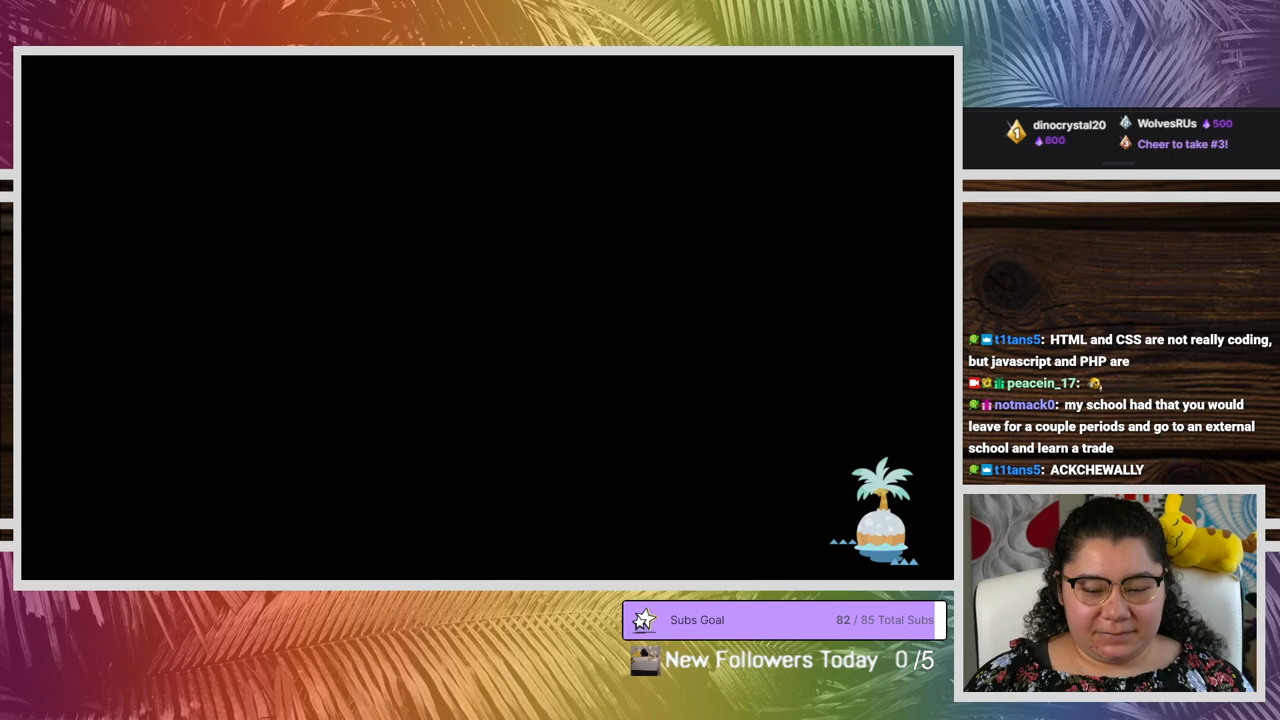 dinocrystal20
800
WolvesRUs 500
Cheer to take #3!
t1tans5: HTML and CSS are not really coding,
but javascript and PHP are
peacein_17:
notmack0: my school had that you would
leave for a couple periods and go to an external
school and learn a trade
t1tans5: ACKCHEWALLY
Subs Goal 82 / 85 Total Subs
New Followers Today 0 /5